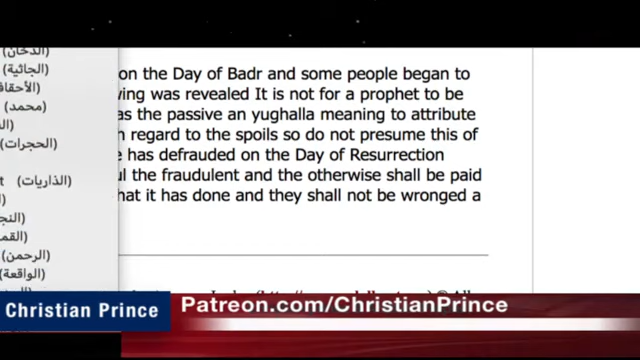 (الدخان)
(الجاثية)
(محمد)
(الحجرات)
(الذاريات)
(الرحمن)
(الواقعة)
on the Day of Badr and some people began to
was revealed It is not for a prophet to be
as the passive an yughalla meaning to attribute
regard to the spoils so do not presume this of
has defrauded on the Day of Resurrection
the fraudulent and the otherwise shall be paid
hat it has done and they shall not be wronged a
Christian Prince
Patreon.com/ChristianPrince